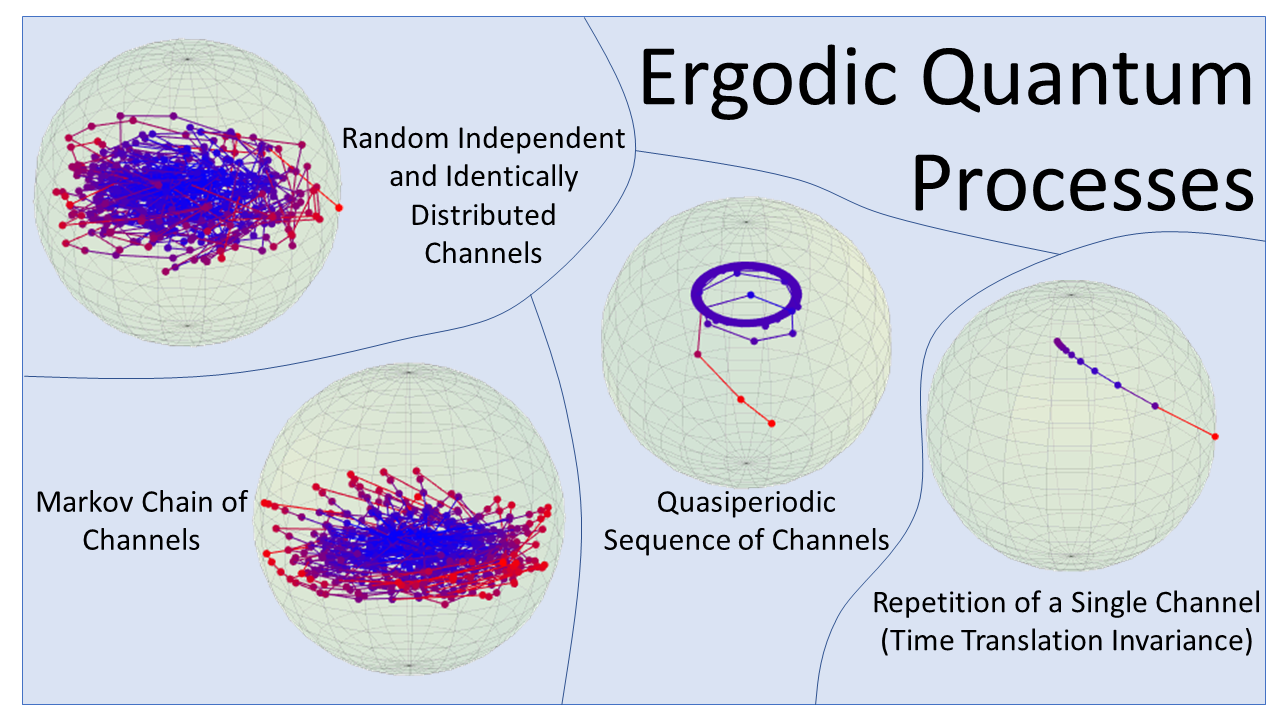 Ergodic Quantum
Processes
Random Independent
and Identically
Distributed
Channels
Markov Chain of
Channels
Quasiperiodic
Sequence of Channels
Repetition of a Single Channel
(Time Translation Invariance)